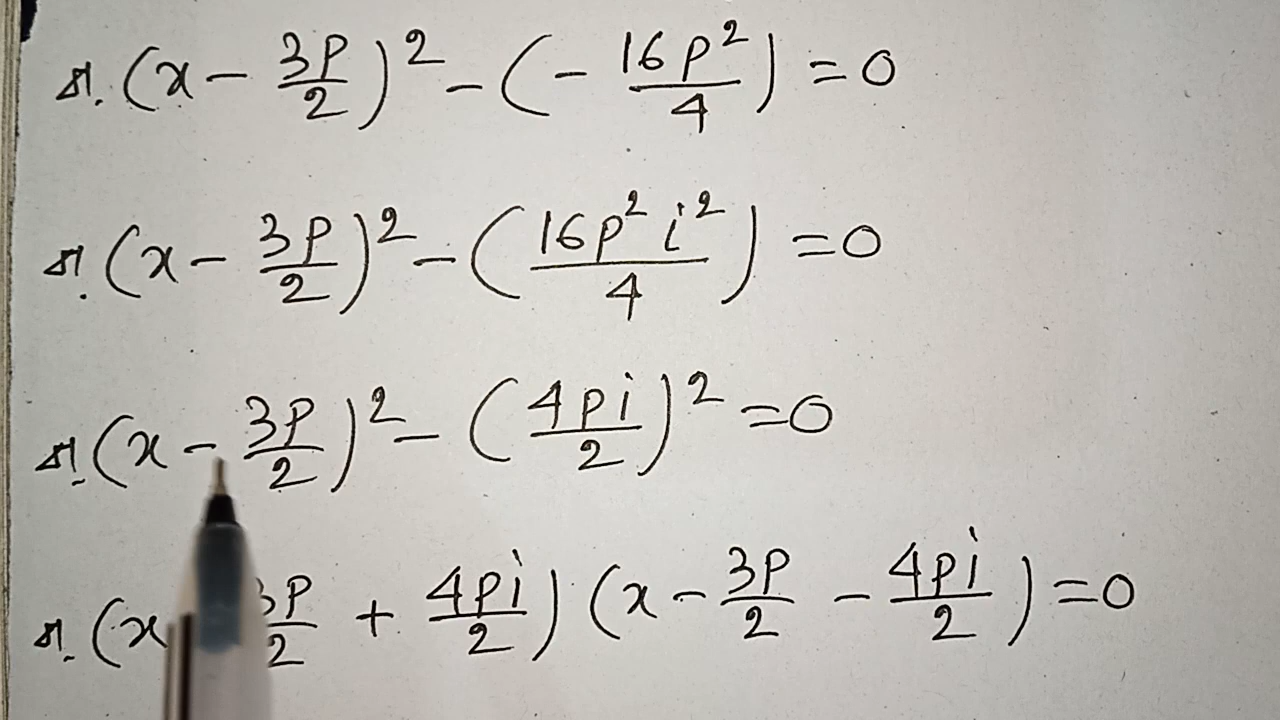 वा. (x - 3p/2)² - (- 16p²/4) = 0
वा. (x - 3p/2)² - (16p²i²/4) = 0
वा. (x - 3p/2)² - (4pi/2)² = 0
वा. (x 3p/2 + 4pi/2) (x - 3p/2 - 4pi/2) = 0